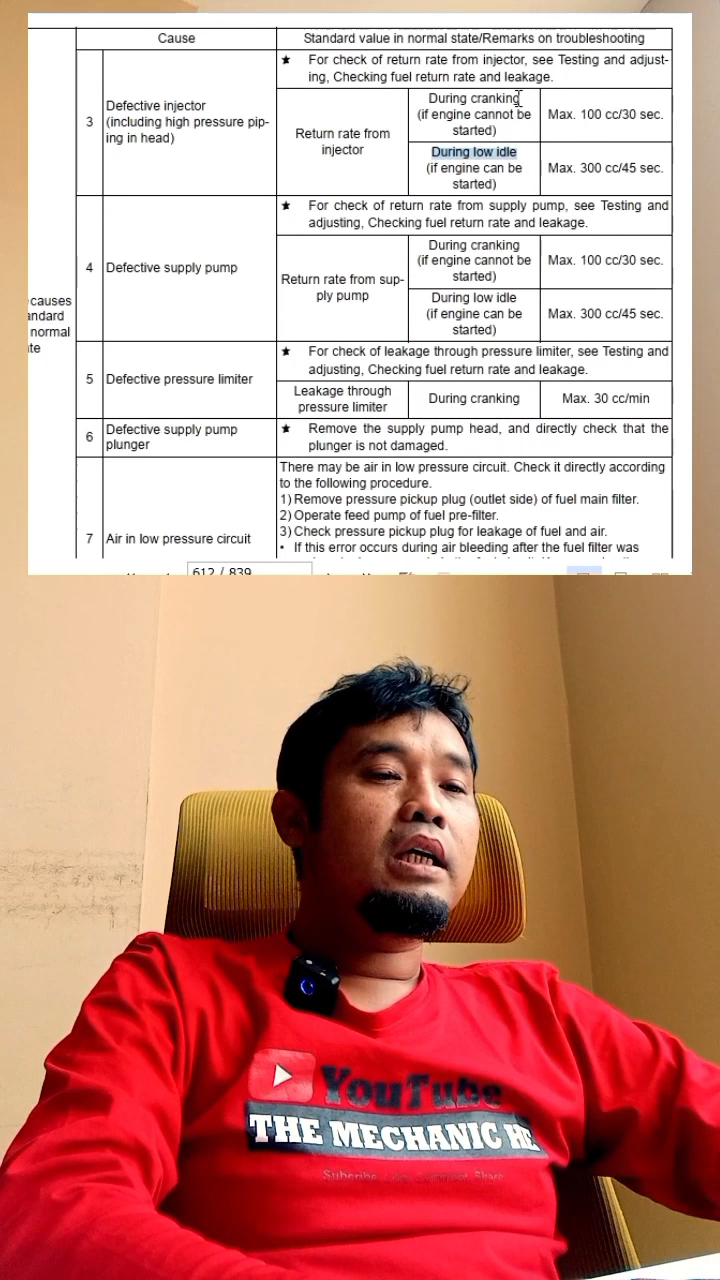 Cause
Standard value in normal state/Remarks on troubleshooting
3
Defective injector
(including high pressure pip-
ing in head)
★ For check of return rate from injector, see Testing and adjust-
ing, Checking fuel return rate and leakage.
Return rate from
injector
During cranking
(if engine cannot be
started)
Max. 100 cc/30 sec.
During low idle
(if engine can be
started)
Max. 300 cc/45 sec.
4
Defective supply pump
★ For check of return rate from supply pump, see Testing and
adjusting, Checking fuel return rate and leakage.
Return rate from sup-
ply pump
During cranking
(if engine cannot be
started)
Max. 100 cc/30 sec.
During low idle
(if engine can be
started)
Max. 300 cc/45 sec.
causes
andard
normal
5
Defective pressure limiter
★ For check of leakage through pressure limiter, see Testing and
adjusting, Checking fuel return rate and leakage.
Leakage through
pressure limiter
During cranking
Max. 30 cc/min
6
Defective supply pump
plunger
★ Remove the supply pump head, and directly check that the
plunger is not damaged.
7
Air in low pressure circuit
There may be air in low pressure circuit. Check it directly according
to the following procedure.
1) Remove pressure pickup plug (outlet side) of fuel main filter.
2) Operate feed pump of fuel pre-filter.
3) Check pressure pickup plug for leakage of fuel and air.
• If this error occurs during air bleeding after the fuel filter was
612 / 839
YouTube
THE MECHANIC HE
Subcribe, Like, Comment, Share